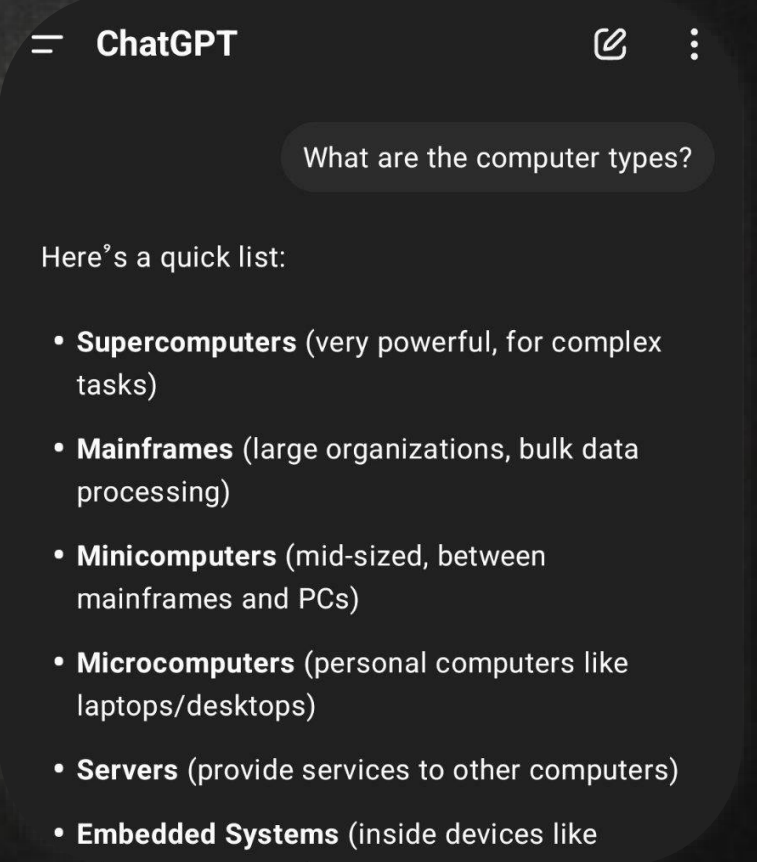 ChatGPT
What are the computer types?
Here's a quick list:
• Supercomputers (very powerful, for complex
tasks)
• Mainframes (large organizations, bulk data
processing)
• Minicomputers (mid-sized, between
mainframes and PCs)
• Microcomputers (personal computers like
laptops/desktops)
• Servers (provide services to other computers)
• Embedded Systems (inside devices like